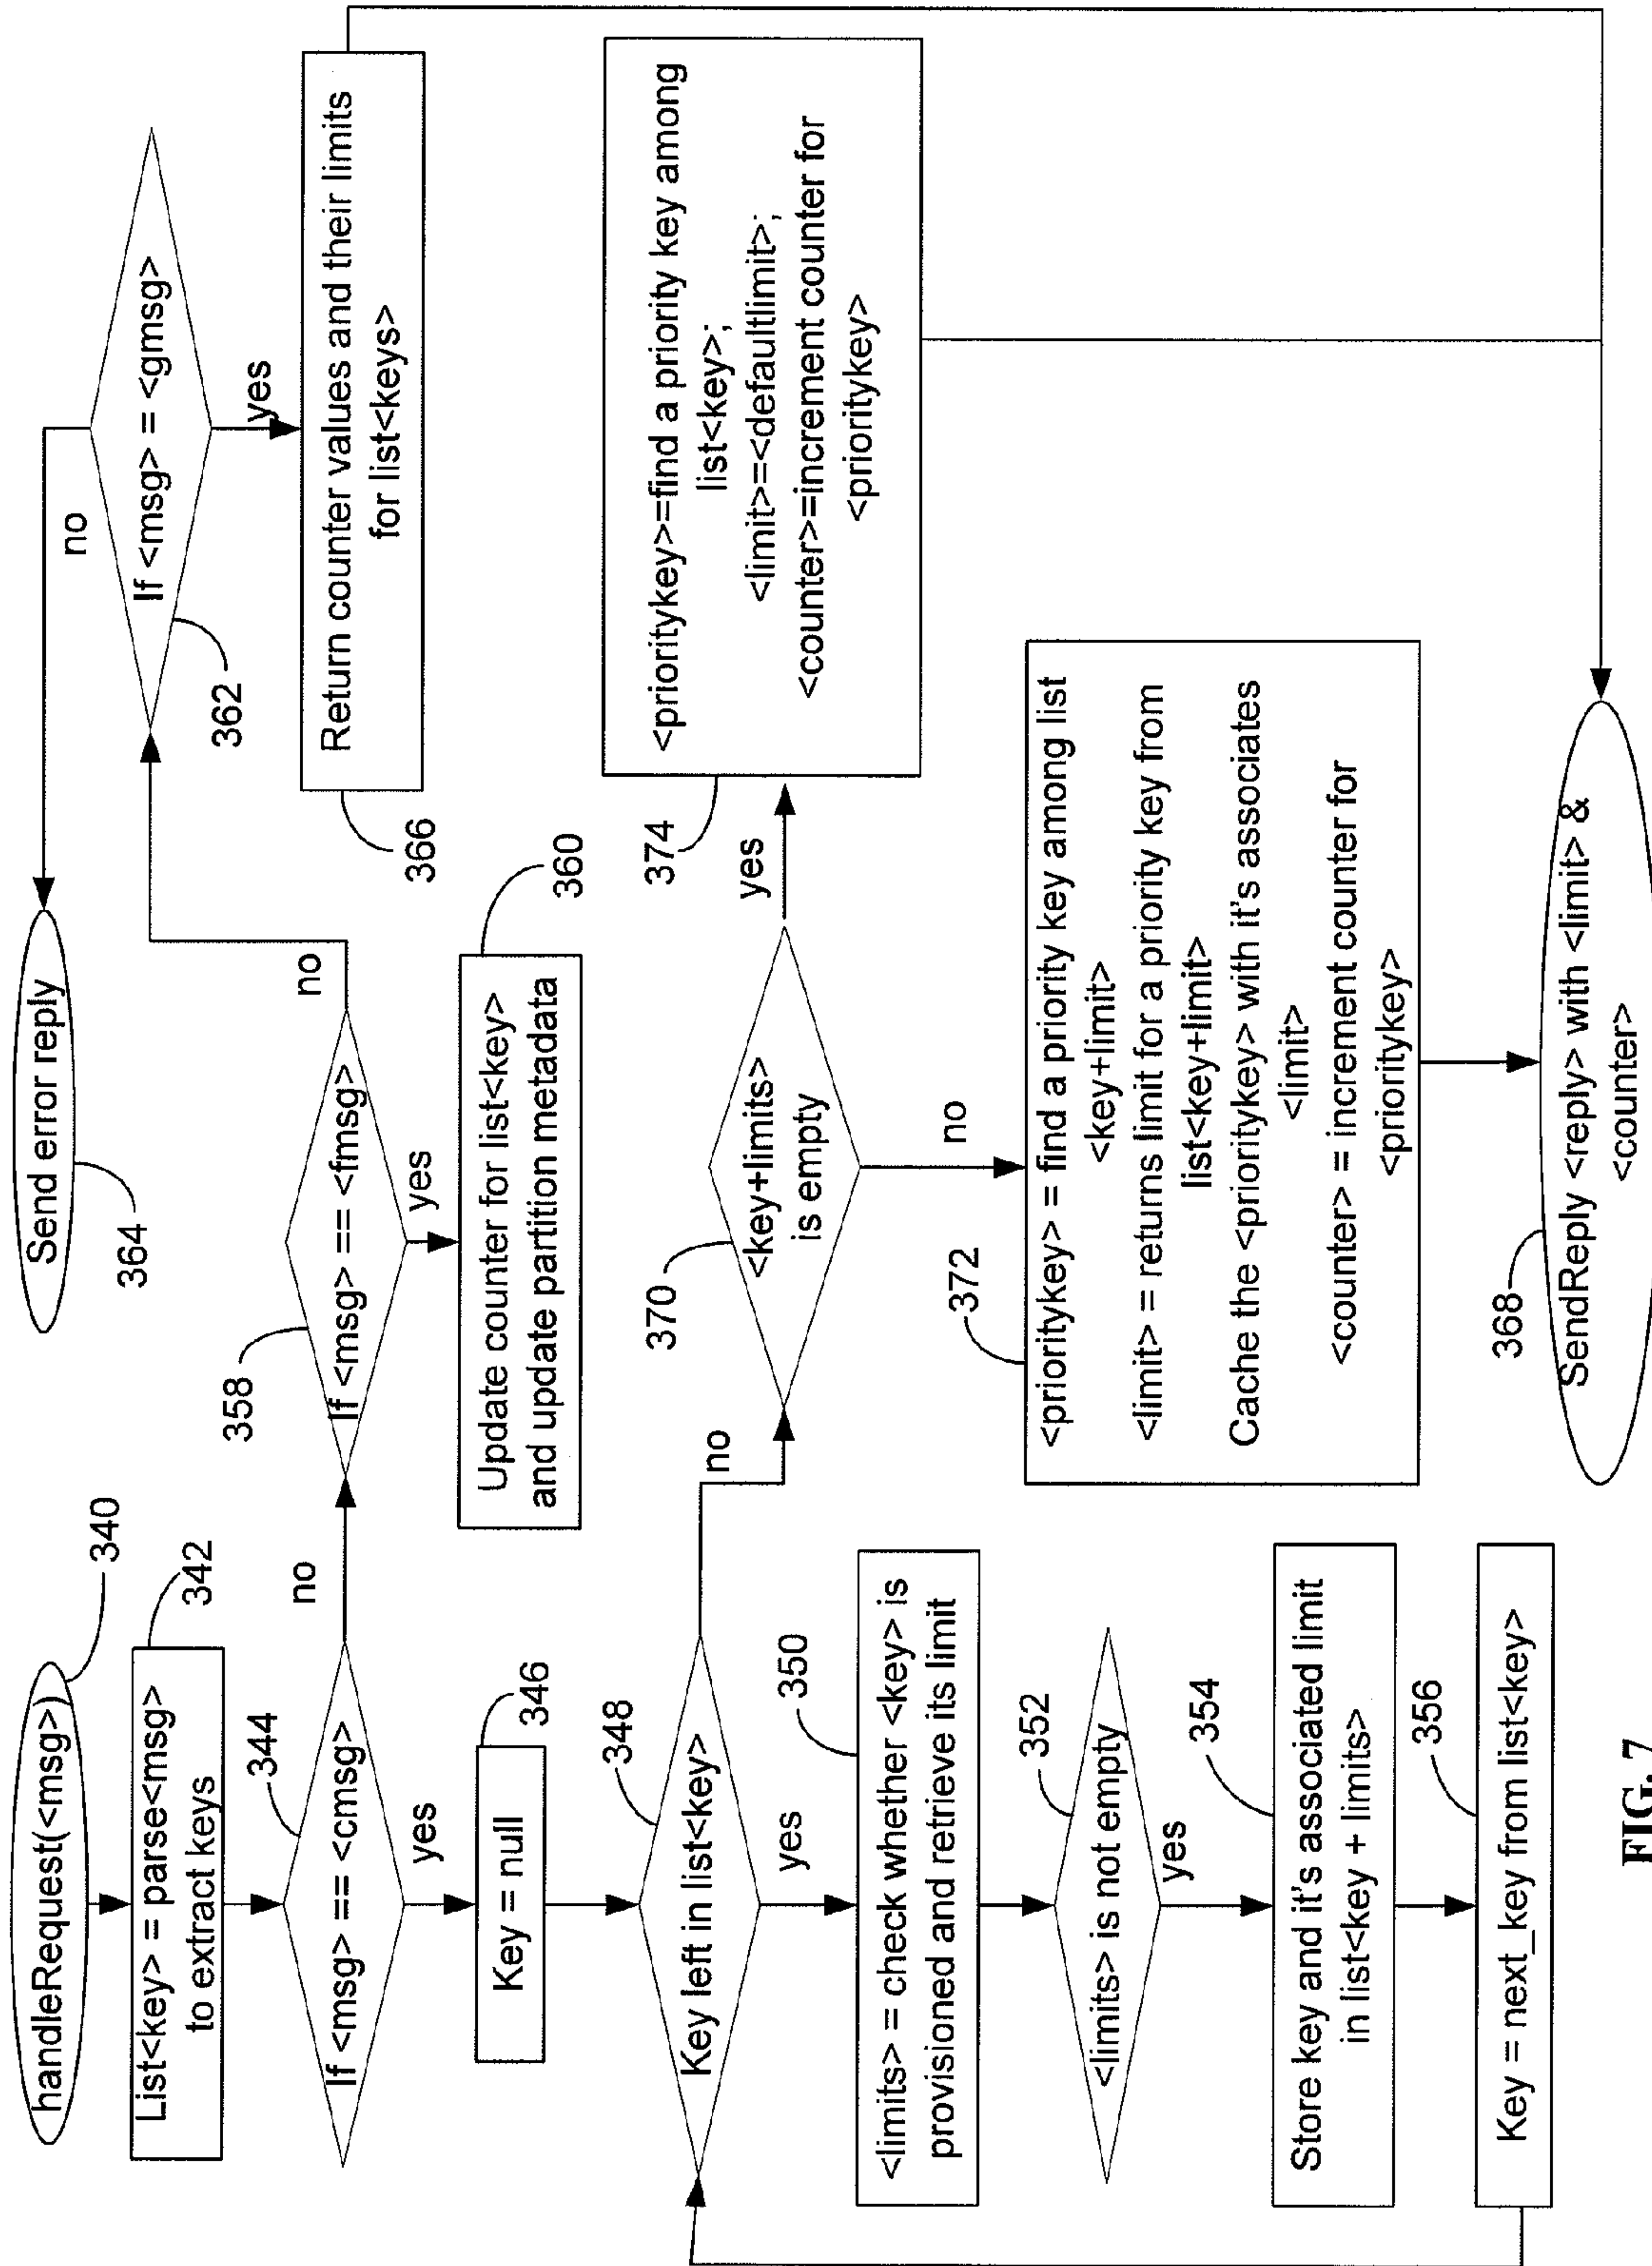 handleRequest(<msg>)
340
List<key> = parse<msg>
to extract keys
342
344
If <msg> == <cmsg>
no
yes
Key = null
346
348
Key left in list<key>
no
yes
<limits> = check whether <key> is
provisioned and retrieve its limit
350
352
<limits> is not empty
yes
354
Store key and it's associated limit
in list<key + limits>
356
Key = next_key from list<key>
358
If <msg> == <fmsg>
no
yes
Update counter for list<key>
and update partition metadata
360
362
If <msg> = <gmsg>
no
yes
Send error reply
364
Return counter values and their limits
for list<keys>
366
370
<key+limits>
is empty
yes
no
374
<prioritykey>=find a priority key among
list<key>;
<limit>=<defaultlimit>;
<counter>=increment counter for
<prioritykey>
372
<prioritykey> = find a priority key among list
<key+limit>
<limit> = returns limit for a priority key from
list<key+limit>
Cache the <prioritykey> with it's associates
<limit>
<counter> = increment counter for
<prioritykey>
368
SendReply <reply> with <limit> &
<counter>
FIG. 7